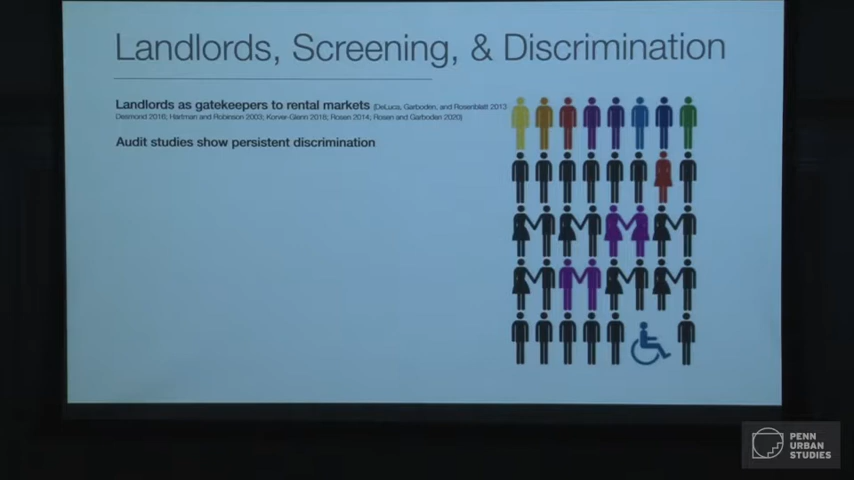 Landlords, Screening, & Discrimination
Landlords as gatekeepers to rental markets (DeLuca, Garboden, and Rosenblatt 2013
Desmond 2016; Hartman and Robinson 2003; Korver-Glenn 2018; Rosen 2014; Rosen and Garboden 2020)
Audit studies show persistent discrimination
PENN
URBAN
STUDIES